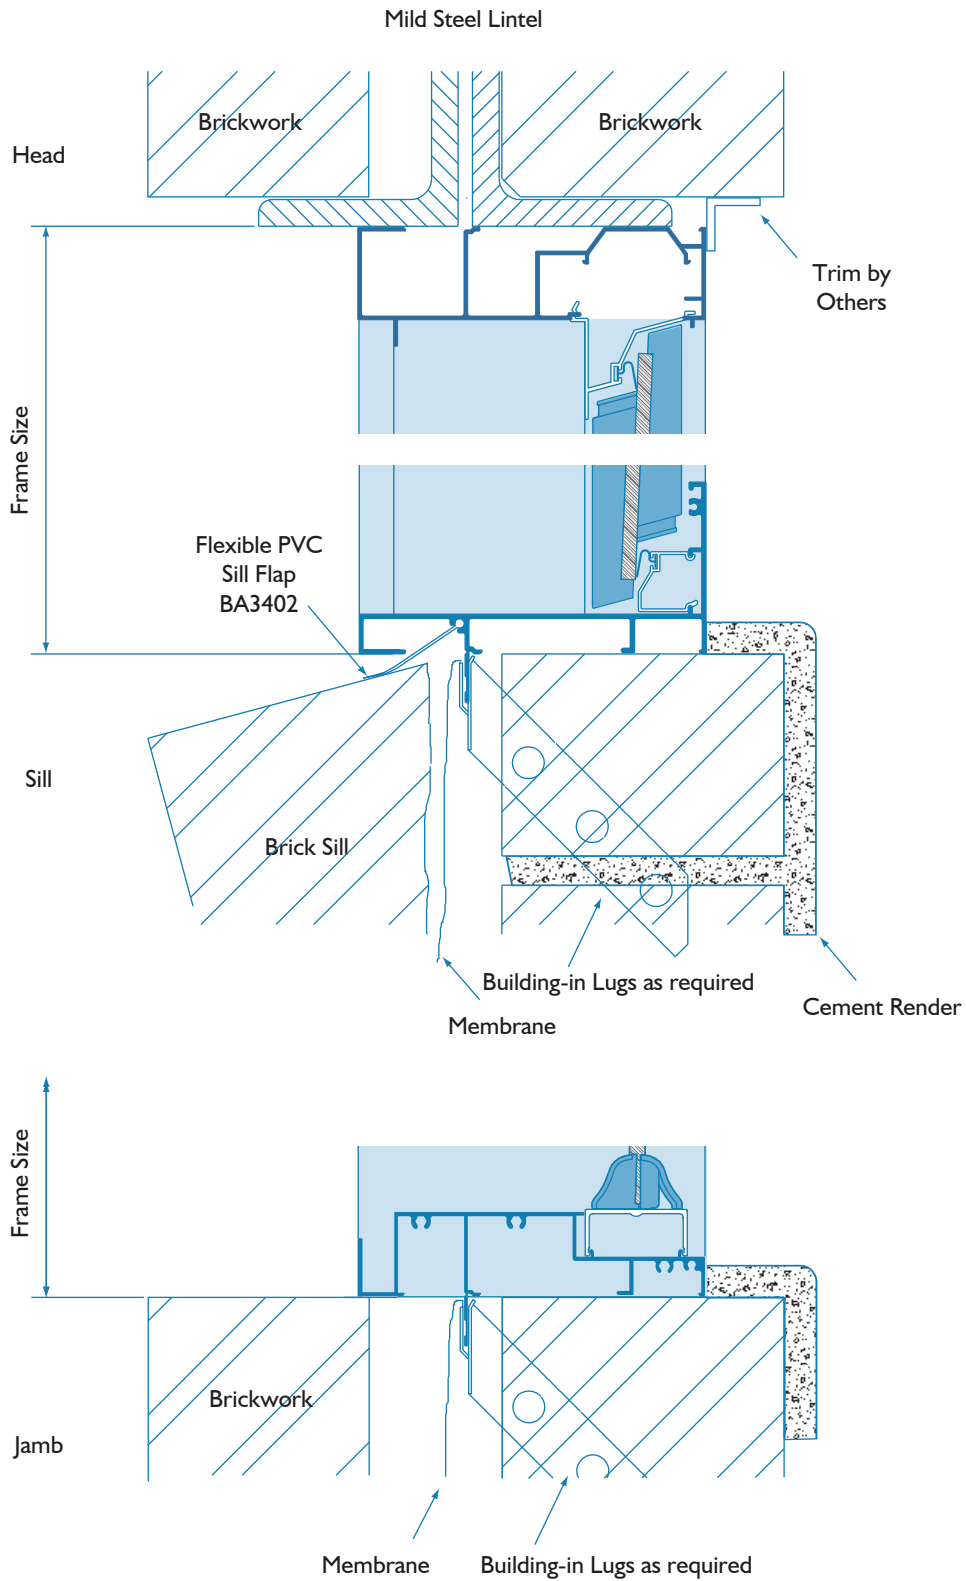 Mild Steel Lintel
Brickwork
Brickwork
Head
Trim by
Others
Frame Size
Flexible PVC
Sill Flap
BA3402
Sill
Brick Sill
Building-in Lugs as required
Cement Render
Membrane
Frame Size
Brickwork
Jamb
Membrane
Building-in Lugs as required